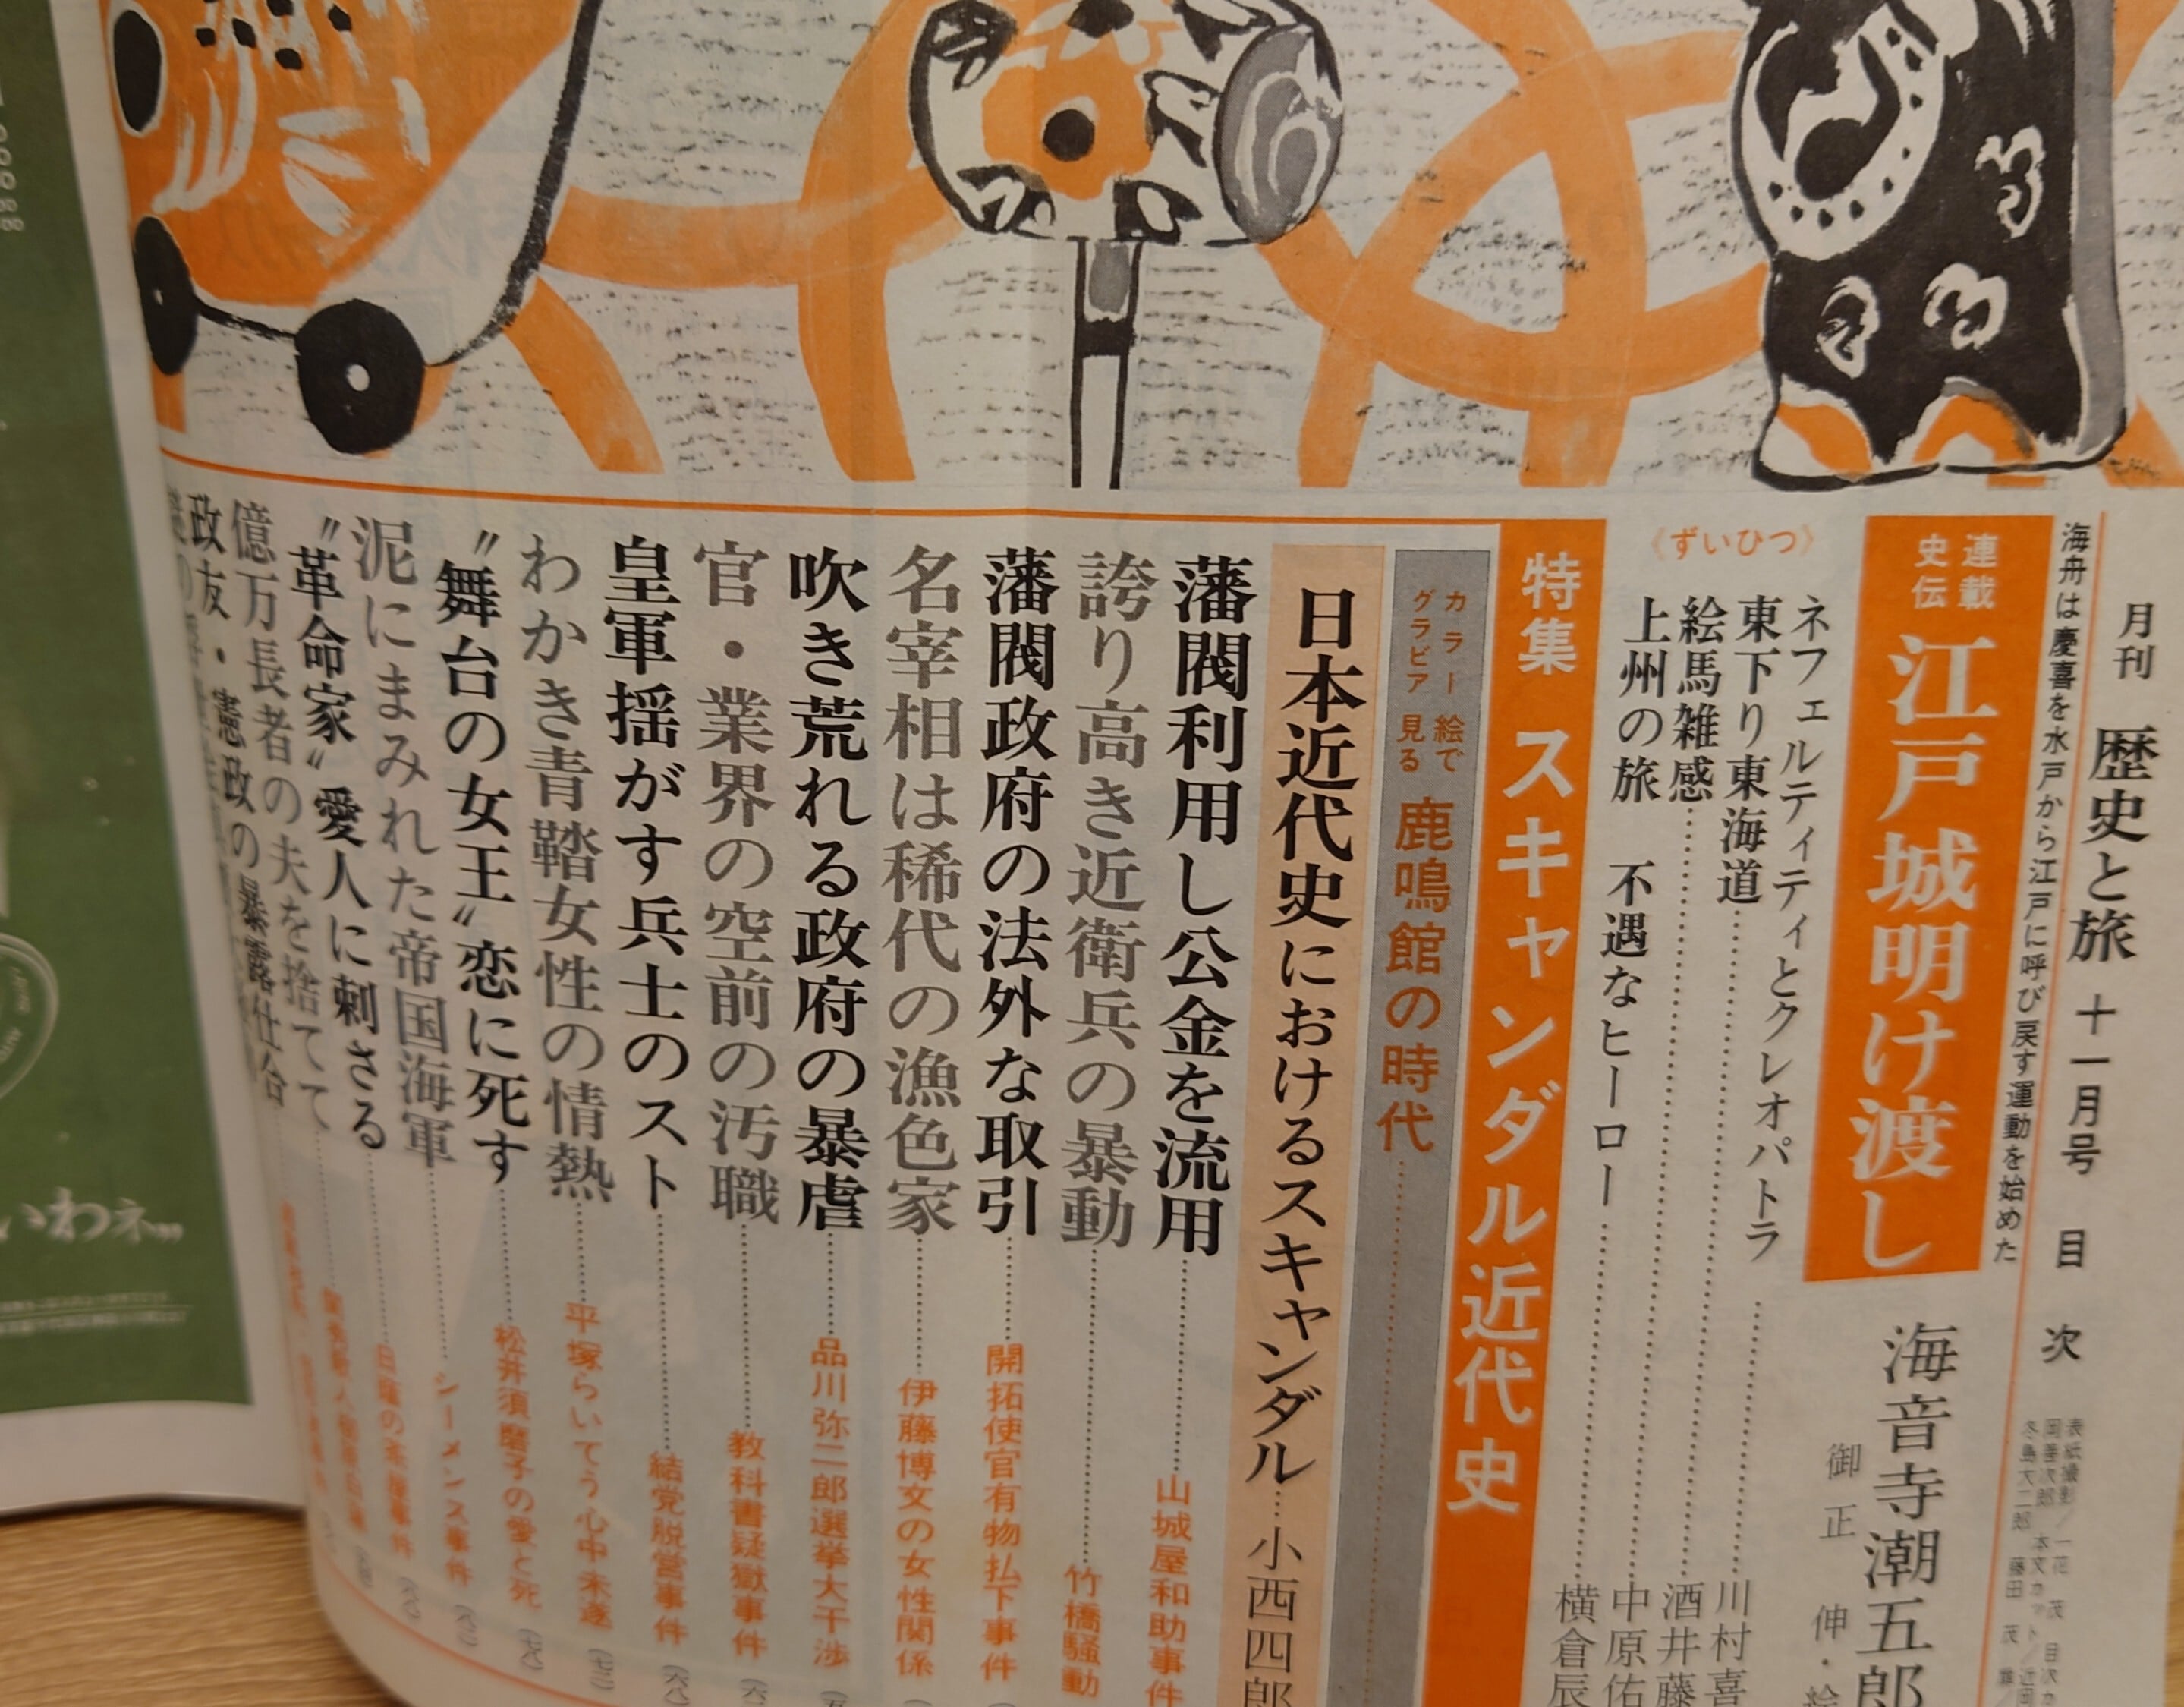 月刊 歴史と旅 十一月号 目次
海舟は慶喜を水戸から江戸に呼び戻す運動を始めた
連載
史伝
江戸城明け渡し
海音寺潮五郎
御正 伸・絵
《ずいひつ》
ネフェルティティとクレオパトラ
川村喜
東下り東海道
酒井藤
絵馬雑感
中原佑
上州の旅 不遇なヒーロー
横倉辰
特集 スキャンダル近代史
カラー
グラビア
絵で
見る
鹿鳴館の時代
日本近代史におけるスキャンダル 小西四郎
藩閥利用し公金を流用 山城屋和助事件
誇り高き近衛兵の暴動 竹橋騒動
藩閥政府の法外な取引 開拓使官有物払下事件
名宰相は稀代の漁色家 伊藤博文の女性関係
吹き荒れる政府の暴虐 品川弥二郎選挙大干渉
官・業界の空前の汚職 教科書疑獄事件
皇軍揺がす兵士のスト 結党脱営事件
わかき青鞜女性の情熱 平塚らいてう心中未遂
〝舞台の女王〟恋に死す 松井須磨子の愛と死
泥にまみれた帝国海軍 シーメンス事件
〝革命家〟愛人に刺さる 日蔭の茶屋事件
億万長者の夫を捨てて
政友・憲政の暴露仕合
いわネ